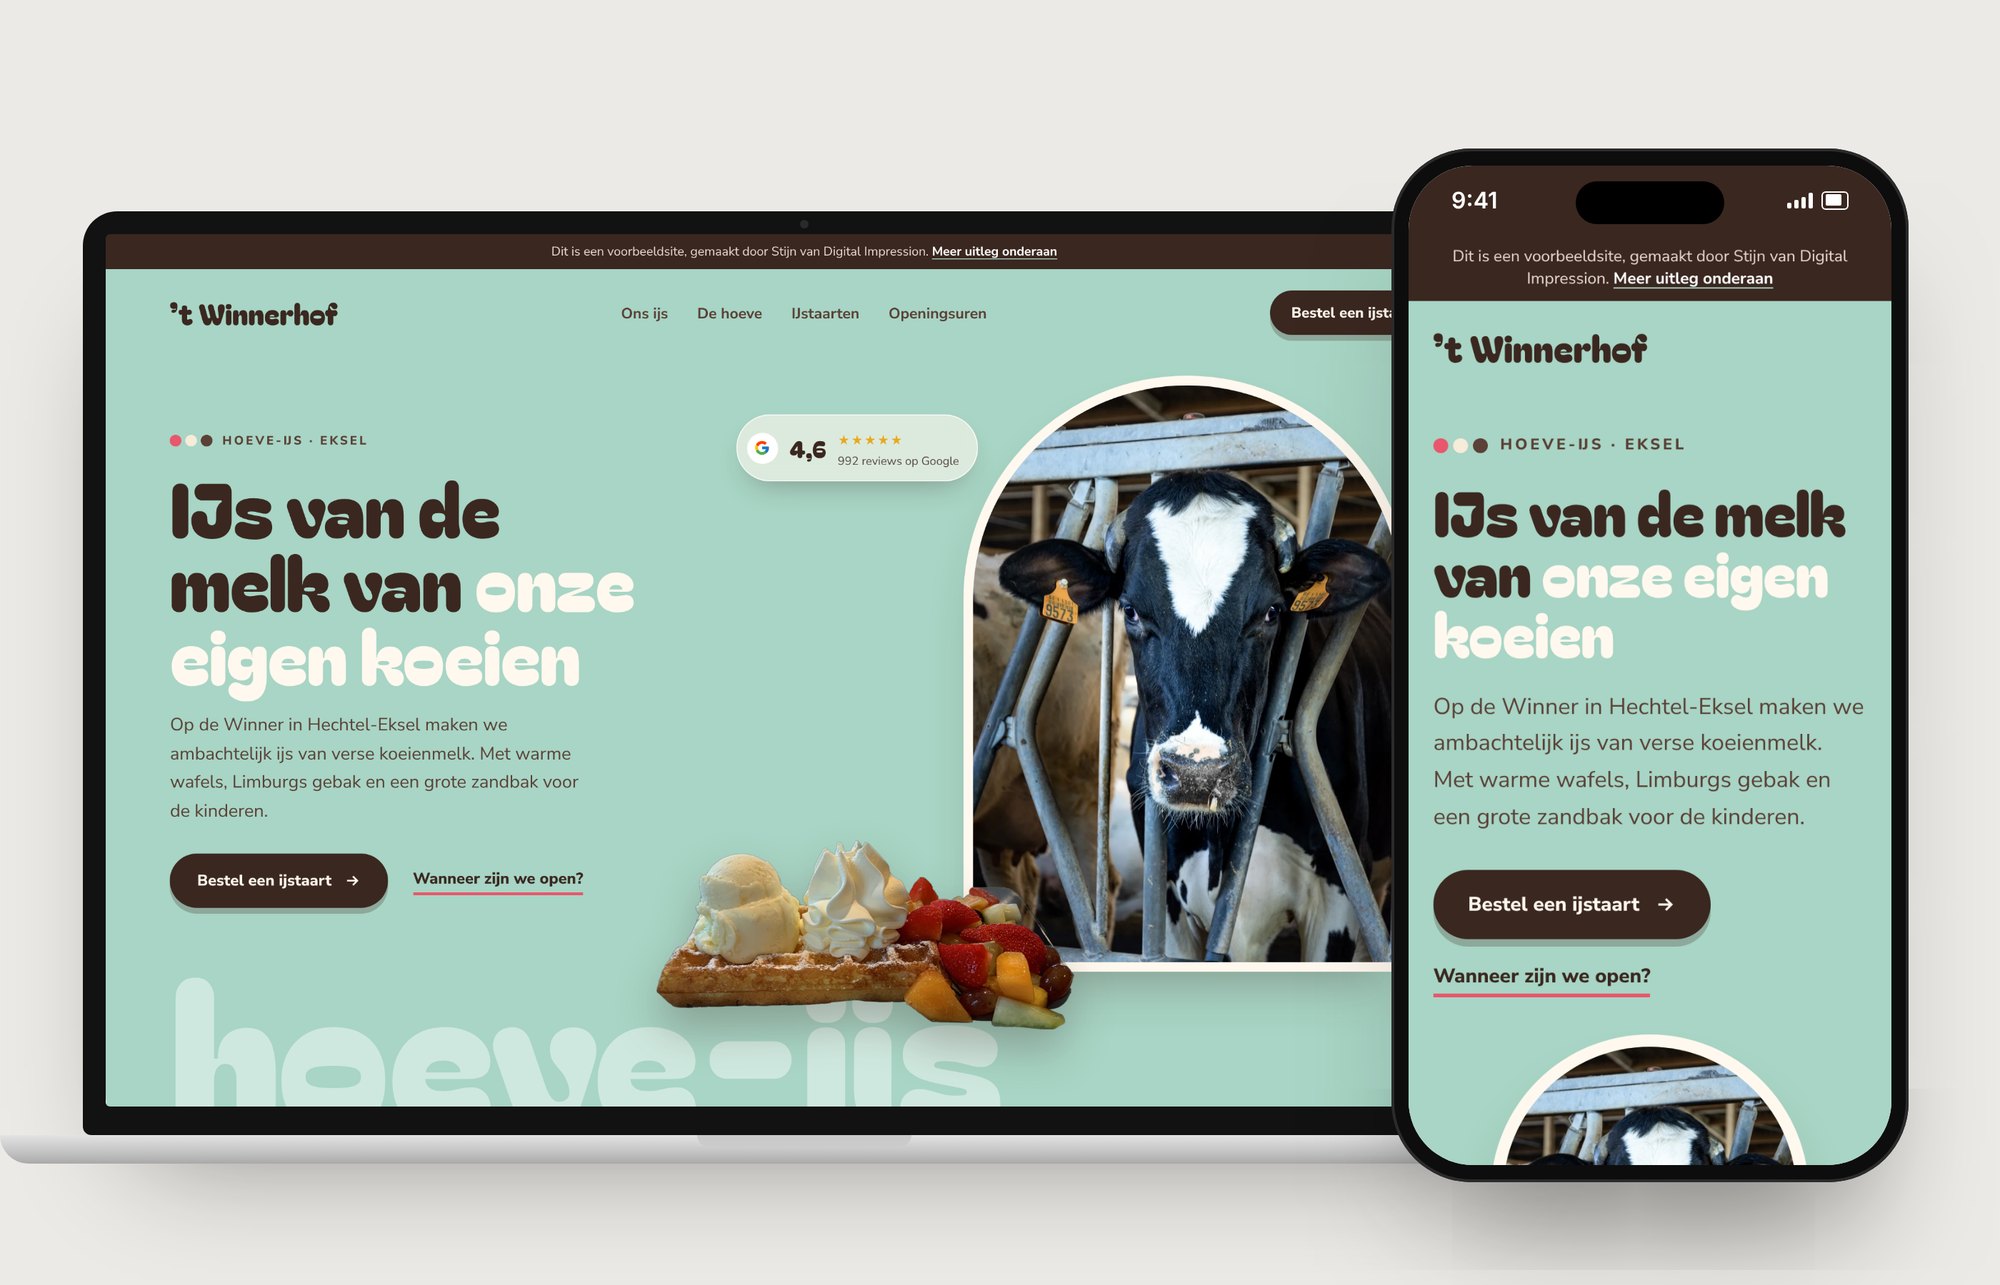 Dit is een voorbeeldsite, gemaakt door Stijn van Digital Impression. Meer uitleg onderaan
't Winnerhof
Ons ijs
De hoeve
IJstaarten
Openingsuren
Bestel een ijsta
HOEVE-IJS · EKSEL
IJs van de
melk van onze
eigen koeien
Op de Winner in Hechtel-Eksel maken we
ambachtelijk ijs van verse koeienmelk. Met warme
wafels, Limburgs gebak en een grote zandbak voor
de kinderen.
Bestel een ijstaart →
Wanneer zijn we open?
4,6
992 reviews op Google
9573
hoeve-ijs
9:41
Dit is een voorbeeldsite, gemaakt door Stijn van Digital
Impression. Meer uitleg onderaan
't Winnerhof
HOEVE-IJS · EKSEL
IJs van de melk
van onze eigen
koeien
Op de Winner in Hechtel-Eksel maken we
ambachtelijk ijs van verse koeienmelk.
Met warme wafels, Limburgs gebak en
een grote zandbak voor de kinderen.
Bestel een ijstaart →
Wanneer zijn we open?